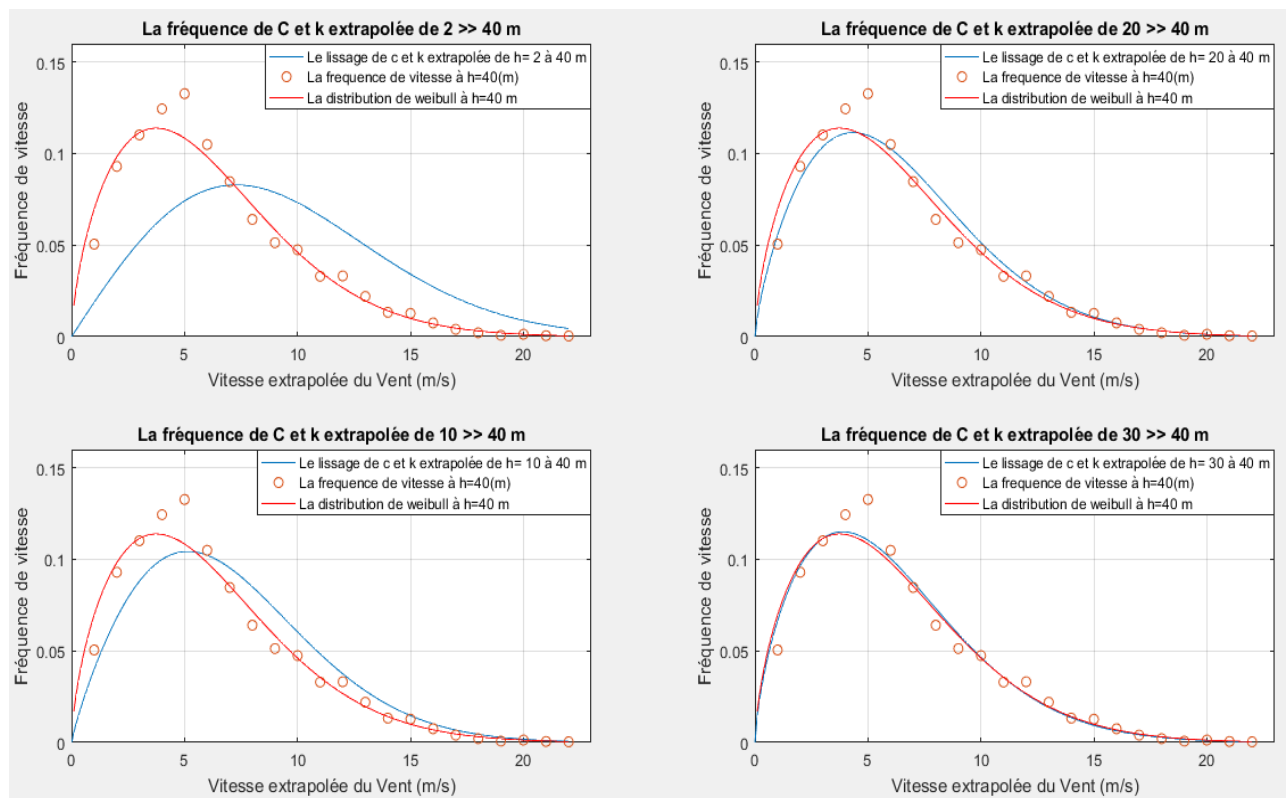 La fréquence de C et k extrapolée de 2 >> 40 m
Le lissage de c et k extrapolée de h= 2 à 40 m
La frequence de vitesse à h=40(m)
La distribution de weibull à h=40 m
0.15
0.1
0.05
0
0 5 10 15 20
Fréquence de vitesse
Vitesse extrapolée du Vent (m/s)
La fréquence de C et k extrapolée de 20 >> 40 m
Le lissage de c et k extrapolée de h= 20 à 40 m
La frequence de vitesse à h=40(m)
La distribution de weibull à h=40 m
0.15
0.1
0.05
0
0 5 10 15 20
Fréquence de vitesse
Vitesse extrapolée du Vent (m/s)
La fréquence de C et k extrapolée de 10 >> 40 m
Le lissage de c et k extrapolée de h= 10 à 40 m
La frequence de vitesse à h=40(m)
La distribution de weibull à h=40 m
0.15
0.1
0.05
0
0 5 10 15 20
Fréquence de vitesse
Vitesse extrapolée du Vent (m/s)
La fréquence de C et k extrapolée de 30 >> 40 m
Le lissage de c et k extrapolée de h= 30 à 40 m
La frequence de vitesse à h=40(m)
La distribution de weibull à h=40 m
0.15
0.1
0.05
0
0 5 10 15 20
Fréquence de vitesse
Vitesse extrapolée du Vent (m/s)